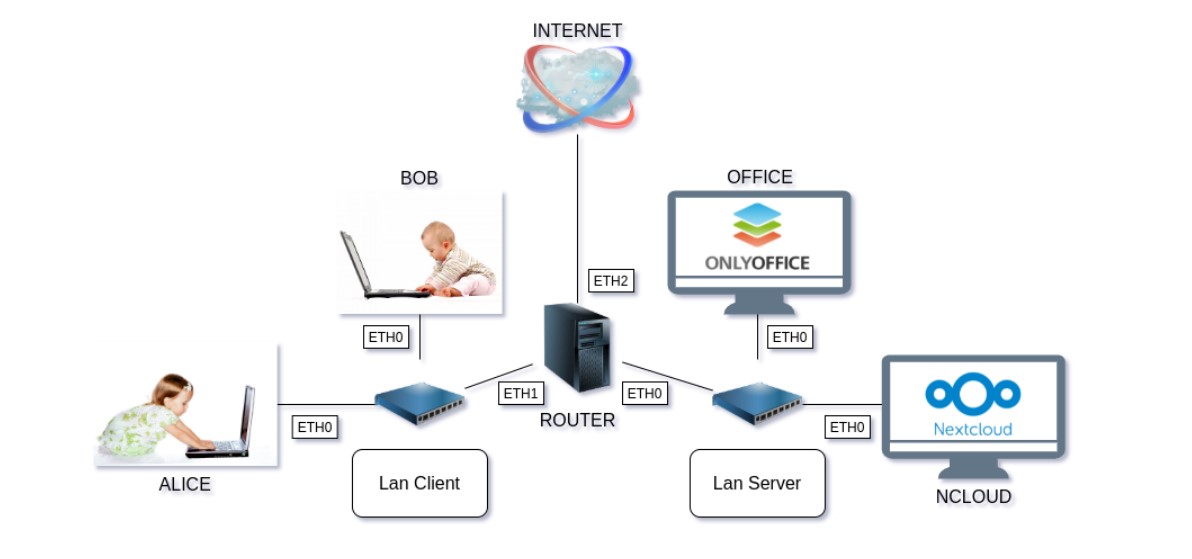 INTERNET
BOB
OFFICE
ONLYOFFICE
ETH2
ETH0
ETH0
ETH1
ETH0
ROUTER
ETH0
ETH0
Nextcloud
ALICE
Lan Client
Lan Server
NCLOUD